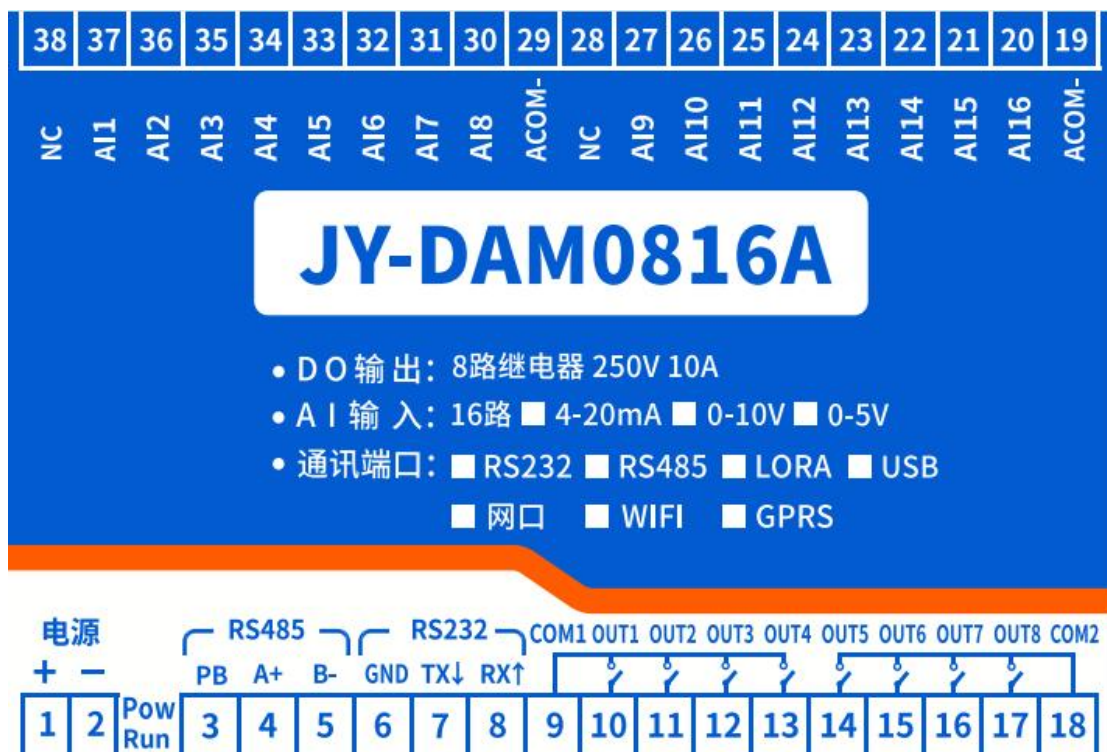 38 37 36 35 34 33 32 31 30 29 28 27 26 25 24 23 22 21 20 19
NC AI1 AI2 AI3 AI4 AI5 AI6 AI7 AI8 ACOM- NC AI9 AI10 AI11 AI12 AI13 AI14 AI15 AI16 ACOM-
JY-DAM0816A
• DO输出：8路继电器 250V 10A
• AI输入：16路 ■ 4-20mA ■ 0-10V ■ 0-5V
• 通讯端口：■ RS232 ■ RS485 ■ LORA ■ USB
■ 网口 ■ WIFI ■ GPRS
电源 RS485 RS232 COM1 OUT1 OUT2 OUT3 OUT4 OUT5 OUT6 OUT7 OUT8 COM2
+ − PB A+ B- GND TX↓ RX↑
1 2 Pow Run 3 4 5 6 7 8 9 10 11 12 13 14 15 16 17 18